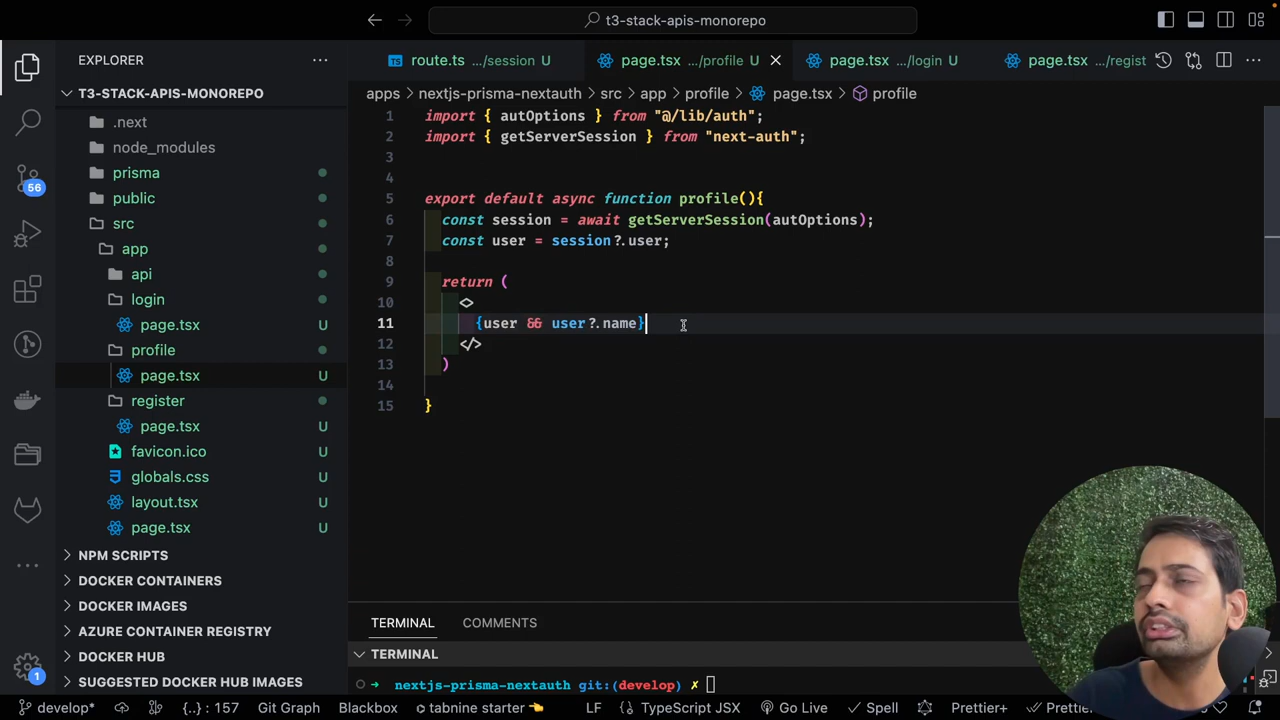 t3-stack-apis-monorepo
EXPLORER
T3-STACK-APIS-MONOREPO
.next
node_modules
prisma
public
src
app
api
login
page.tsx U
profile
page.tsx U
register
page.tsx U
favicon.ico U
globals.css U
layout.tsx U
page.tsx U
NPM SCRIPTS
DOCKER CONTAINERS
DOCKER IMAGES
AZURE CONTAINER REGISTRY
DOCKER HUB
SUGGESTED DOCKER HUB IMAGES
56
1
TS route.ts .../session U
page.tsx .../profile U
page.tsx .../login U
page.tsx .../regist
apps > nextjs-prisma-nextauth > src > app > profile > page.tsx > profile
1 import { autOptions } from "@/lib/auth";
2 import { getServerSession } from "next-auth";
3
4
5 export default async function profile(){
6 const session = await getServerSession(autOptions);
7 const user = session?.user;
8
9 return (
10 <>
11 {user && user?.name}
12 </>
13 )
14
15 }
TERMINAL COMMENTS
TERMINAL
→ nextjs-prisma-nextauth git:(develop) ✗
develop* {..} : 157 Git Graph Blackbox tabnine starter 👈 LF {} TypeScript JSX Go Live ✓ Spell Prettier+ ✓ Prettier